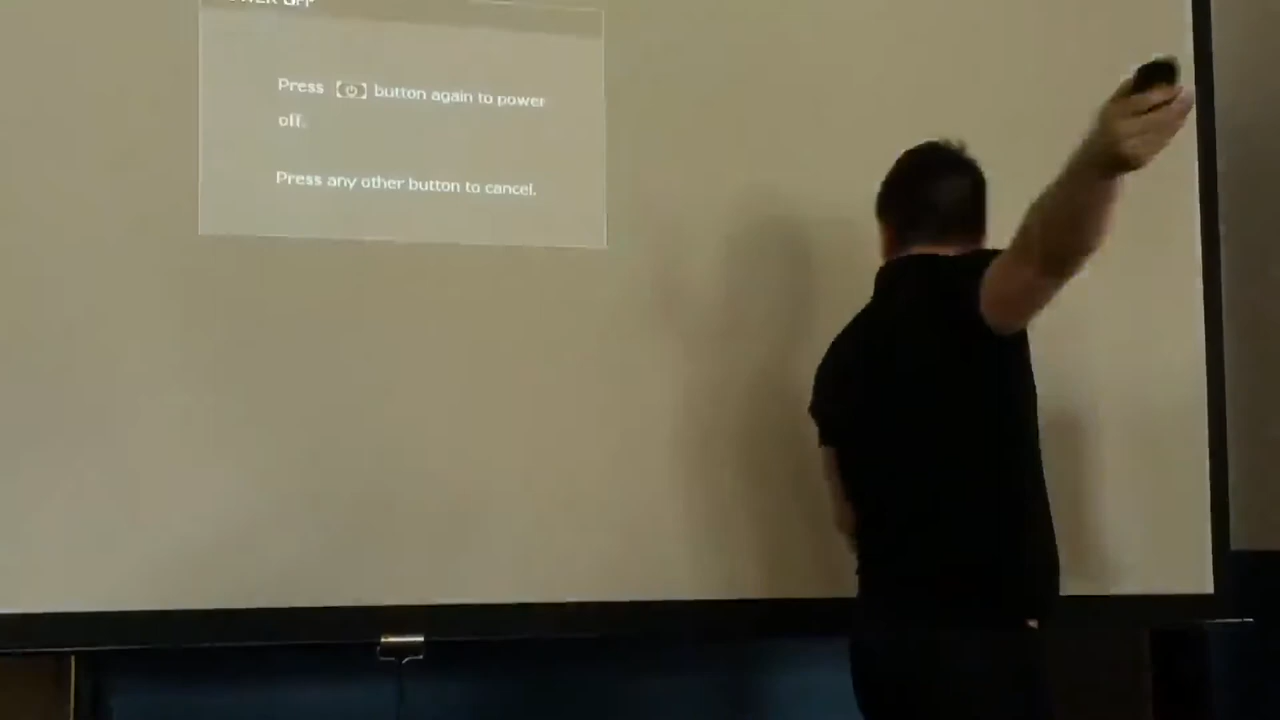 Press [⏻] button again to power
off.
Press any other button to cancel.